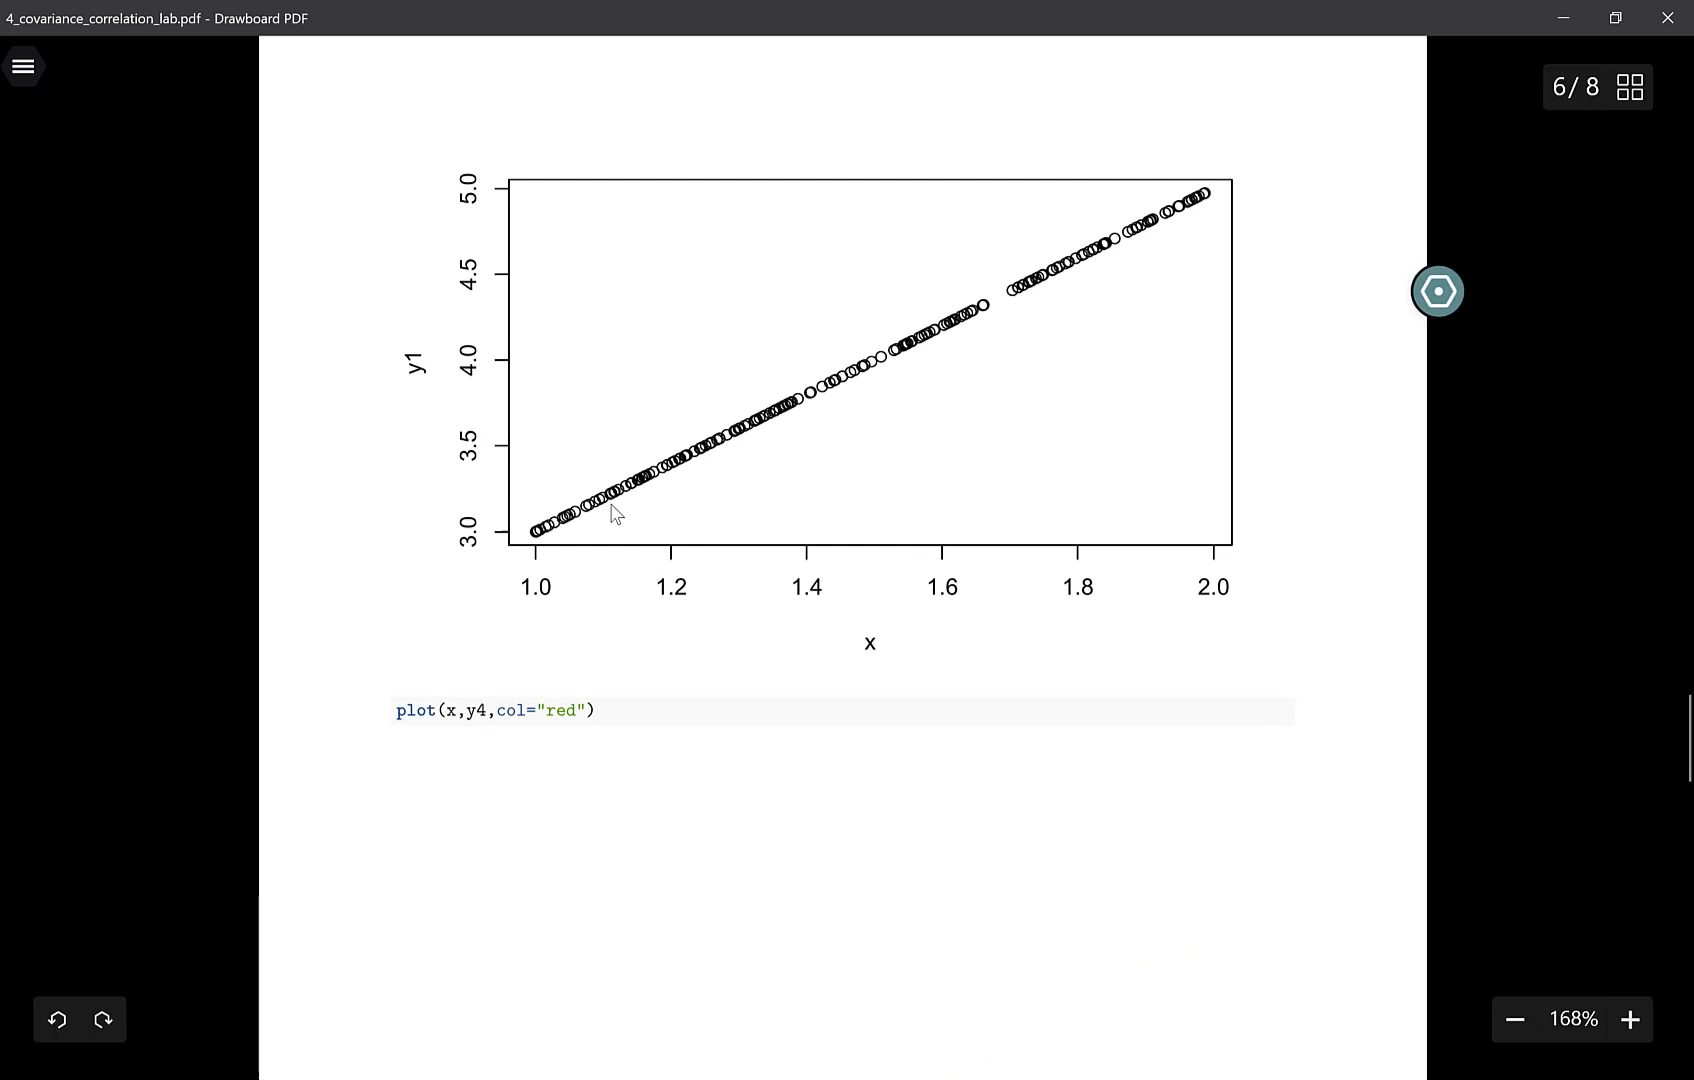 4_covariance_correlation_lab.pdf - Drawboard PDF
6/ 8
5.0
4.5
4.0
3.5
3.0
y1
1.0 1.2 1.4 1.6 1.8 2.0
x
plot(x,y4,col="red")
168%